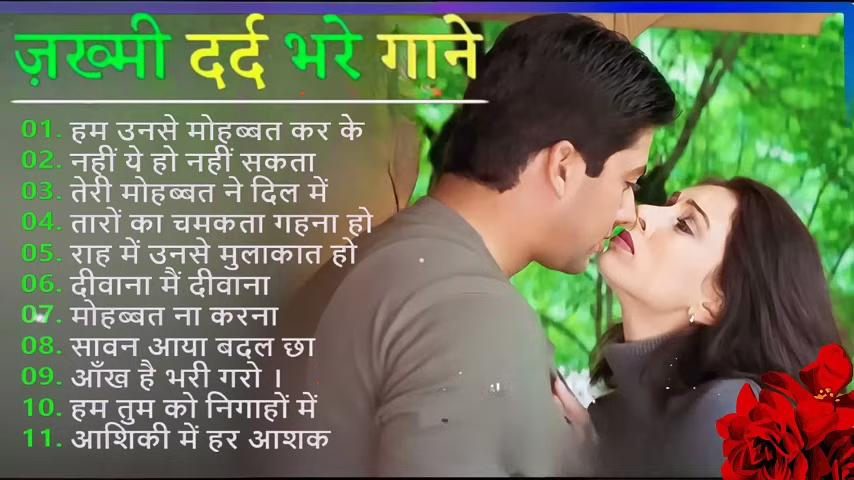 ज़ख्मी दर्द भरे गाने
01. हम उनसे मोहब्बत कर के
02. नहीं ये हो नहीं सकता
03. तेरी मोहब्बत ने दिल में
04. तारों का चमकता गहना हो
05. राह में उनसे मुलाकात हो
06. दीवाना मैं दीवाना
07. मोहब्बत ना करना
08. सावन आया बदल छा
09. आँख है भरी गरो ।
10. हम तुम को निगाहों में
11. आशिकी में हर आशक